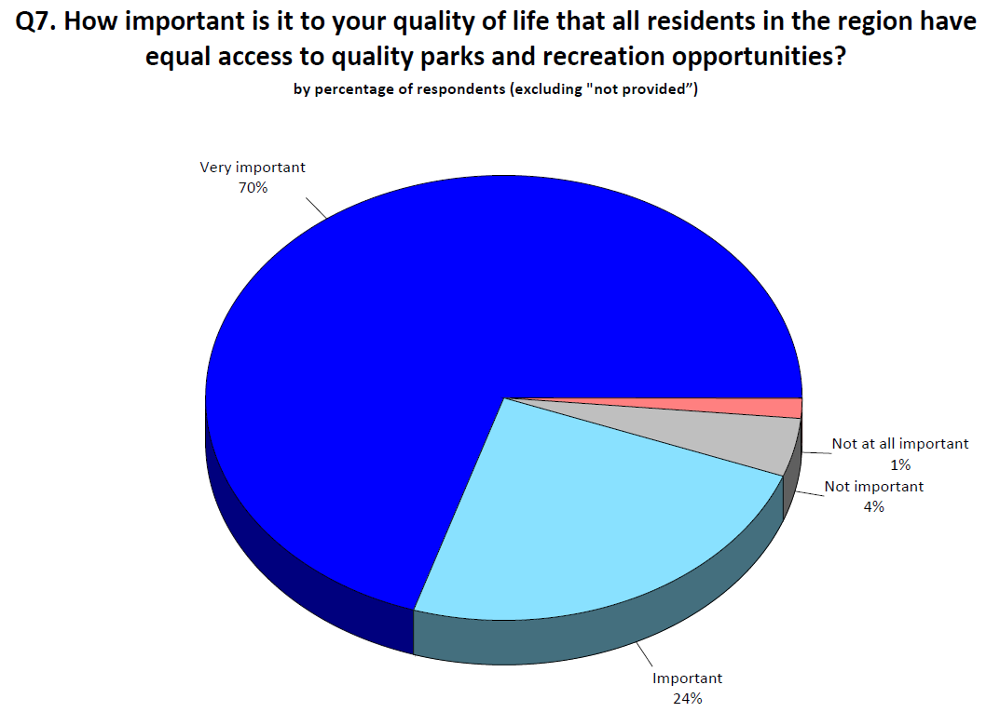 Q7. How important is it to your quality of life that all residents in the region have
equal access to quality parks and recreation opportunities?
by percentage of respondents (excluding "not provided”)
Very important
70%
Not at all important
1%
Not important
4%
Important
24%